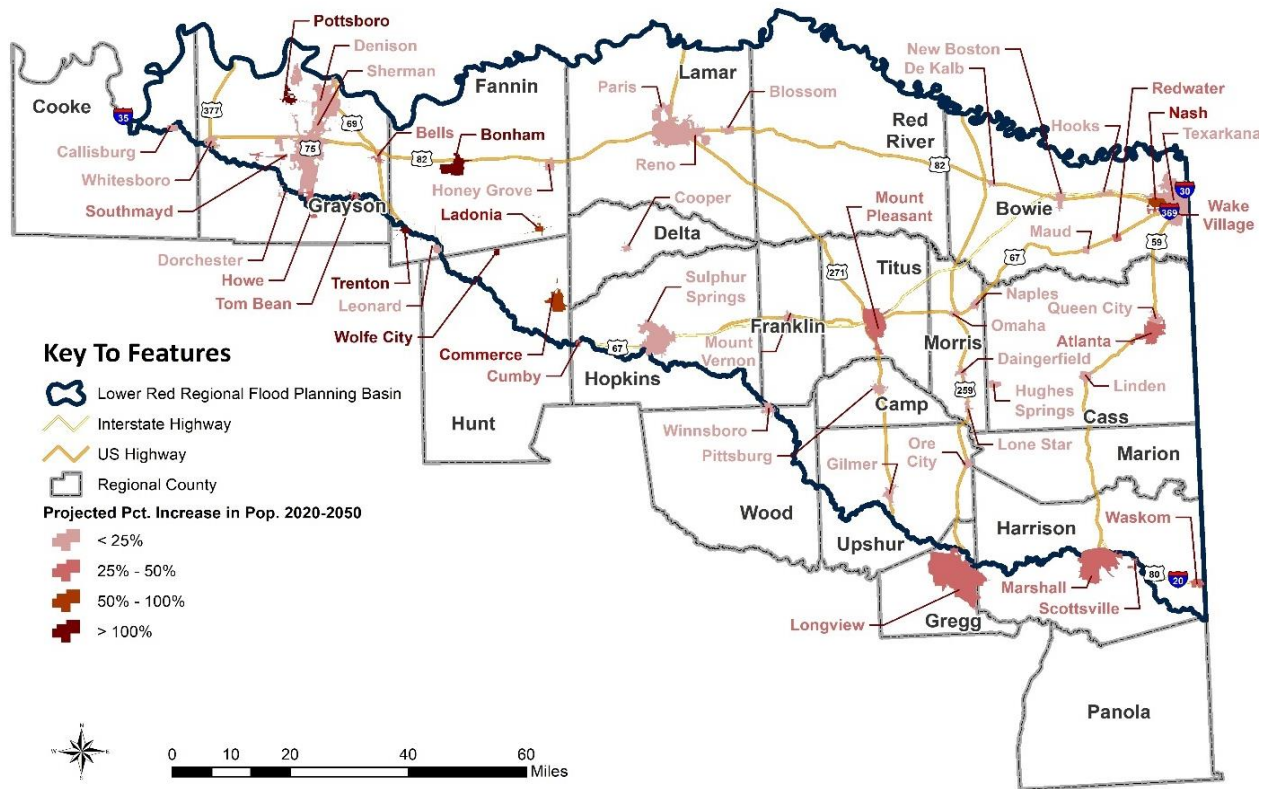 Pottsboro
Denison
Sherman
Fannin
Lamar
New Boston
De Kalb
Redwater
Cooke
35
377
69
Paris
Blossom
Red
River
Hooks
Nash
Texarkana
Callisburg
75
Bells
Bonham
82
Reno
82
30
Whitesboro
Honey Grove
Mount
Pleasant
Bowie
369
Wake
Village
Southmayd
Grayson
Ladonia
Cooper
Maud
59
Delta
67
Dorchester
Titus
271
Howe
Trenton
Sulphur
Springs
Naples
Queen City
Tom Bean
Leonard
Wolfe City
Franklin
Omaha
Atlanta
Key To Features
Commerce
67
Mount
Vernon
Morris
Cumby
Daingerfield
Linden
Lower Red Regional Flood Planning Basin
Hopkins
259
Hughes
Springs
Cass
Interstate Highway
Hunt
Camp
Winnsboro
Lone Star
US Highway
Pittsburg
Ore
City
Marion
Regional County
Gilmer
Projected Pct. Increase in Pop. 2020-2050
Wood
Waskom
< 25%
Harrison
Upshur
25% - 50%
80
20
Marshall
50% - 100%
Scottsville
> 100%
Longview
Gregg
Panola
N
W
E
S
0 10 20 40 60
Miles